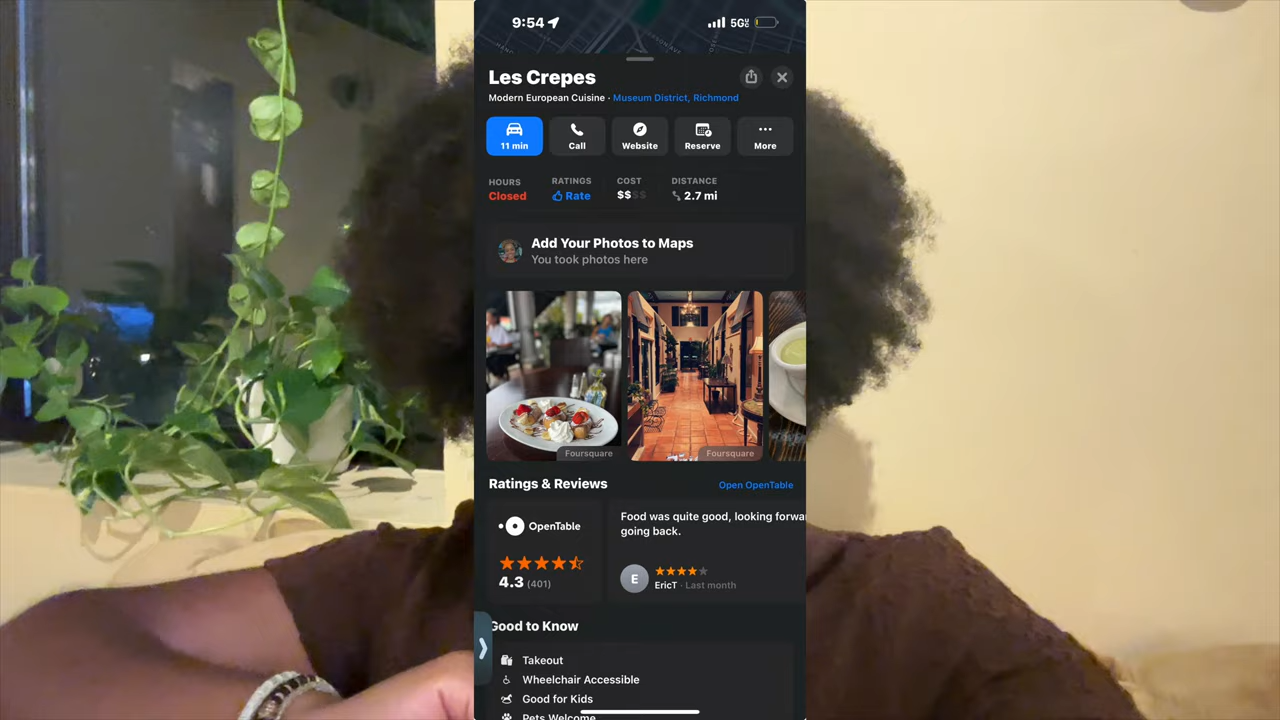 9:54
5GE
Les Crepes
Modern European Cuisine · Museum District, Richmond
11 min
Call
Website
Reserve
More
HOURS
RATINGS
COST
DISTANCE
Closed
Rate
$$$$
2.7 mi
Add Your Photos to Maps
You took photos here
Foursquare
Foursquare
Ratings & Reviews
Open OpenTable
OpenTable
4.3 (401)
Food was quite good, looking forwa
going back.
E
EricT · Last month
Good to Know
Takeout
Wheelchair Accessible
Good for Kids
Pets Welcome